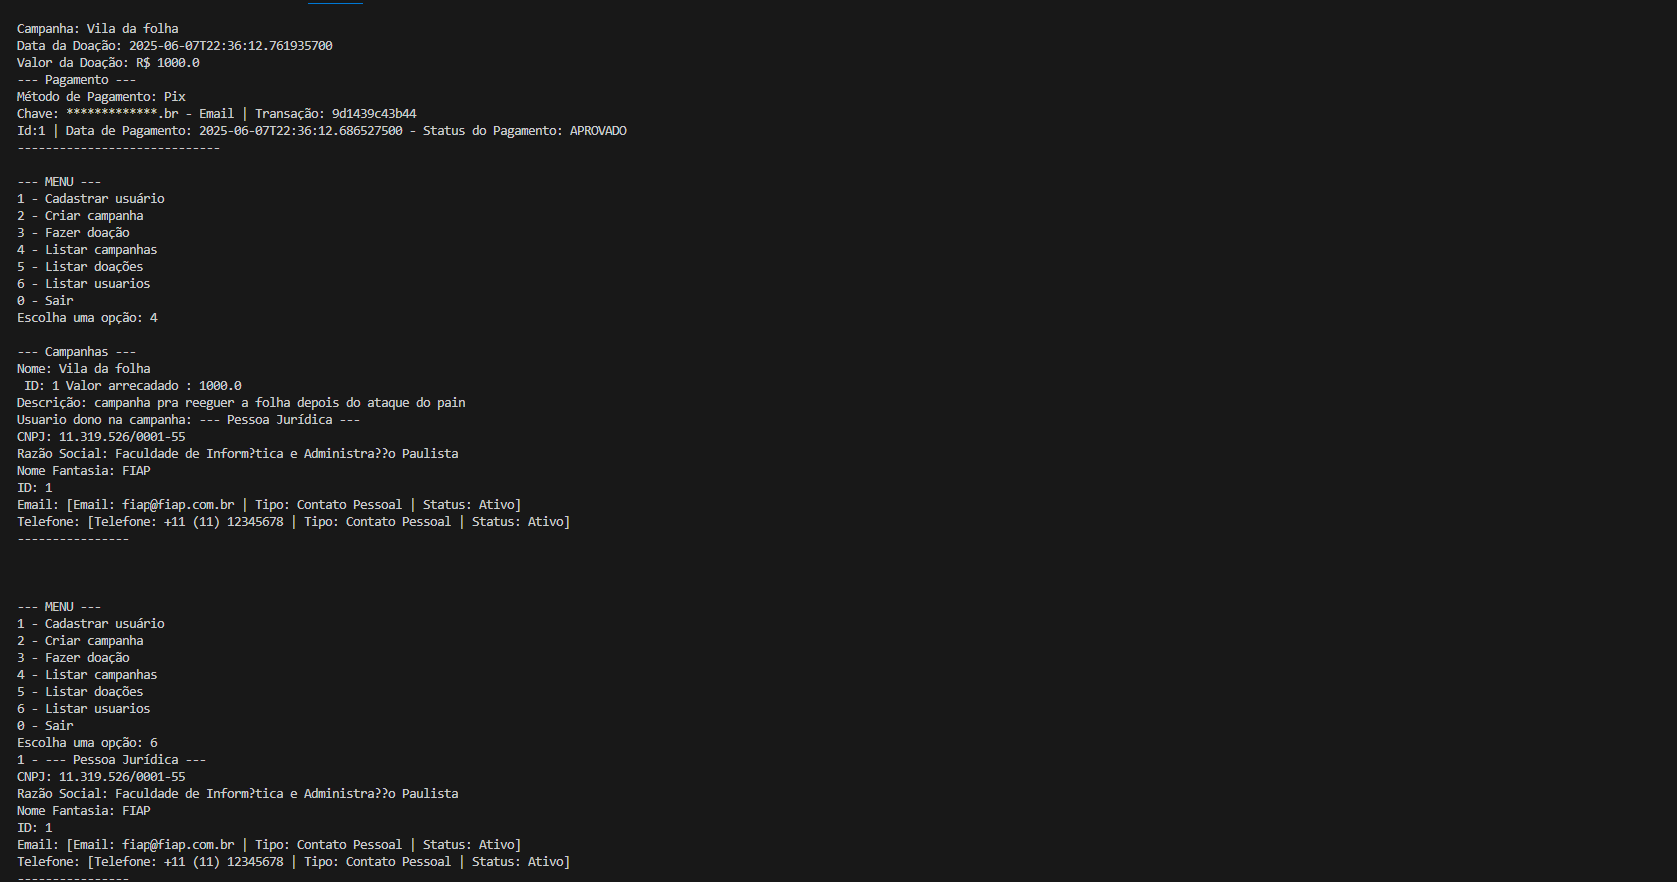 Campanha: Vila da folha
Data da Doação: 2025-06-07T22:36:12.761935700
Valor da Doação: R$ 1000.0
--- Pagamento ---
Método de Pagamento: Pix
Chave: *************.br - Email | Transação: 9d1439c43b44
Id:1 | Data de Pagamento: 2025-06-07T22:36:12.686527500 - Status do Pagamento: APROVADO
-----------------------------
--- MENU ---
1 - Cadastrar usuário
2 - Criar campanha
3 - Fazer doação
4 - Listar campanhas
5 - Listar doações
6 - Listar usuarios
0 - Sair
Escolha uma opção: 4
--- Campanhas ---
Nome: Vila da folha
ID: 1 Valor arrecadado : 1000.0
Descrição: campanha pra reeguer a folha depois do ataque do pain
Usuario dono na campanha: --- Pessoa Jurídica ---
CNPJ: 11.319.526/0001-55
Razão Social: Faculdade de Inform?tica e Administra??o Paulista
Nome Fantasia: FIAP
ID: 1
Email: [Email: fiap@fiap.com.br | Tipo: Contato Pessoal | Status: Ativo]
Telefone: [Telefone: +11 (11) 12345678 | Tipo: Contato Pessoal | Status: Ativo]
----------------
--- MENU ---
1 - Cadastrar usuário
2 - Criar campanha
3 - Fazer doação
4 - Listar campanhas
5 - Listar doações
6 - Listar usuarios
0 - Sair
Escolha uma opção: 6
1 - --- Pessoa Jurídica ---
CNPJ: 11.319.526/0001-55
Razão Social: Faculdade de Inform?tica e Administra??o Paulista
Nome Fantasia: FIAP
ID: 1
Email: [Email: fiap@fiap.com.br | Tipo: Contato Pessoal | Status: Ativo]
Telefone: [Telefone: +11 (11) 12345678 | Tipo: Contato Pessoal | Status: Ativo]
----------------